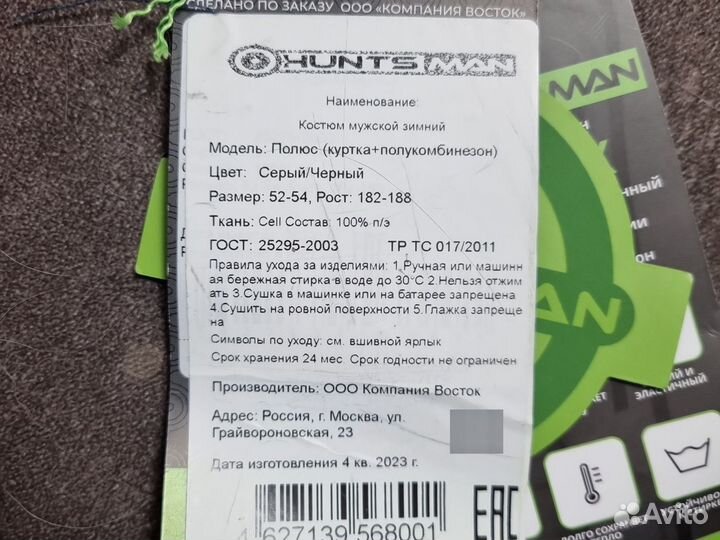 СДЕЛАНО ПО ЗАКАЗУ ООО «КОМПАНИЯ ВОСТОК»
HUNTSMAN
Наименование:
Костюм мужской зимний
Модель: Полюс (куртка+полукомбинезон)
Цвет: Серый/Черный
Размер: 52-54, Рост: 182-188
Ткань: Cell Состав: 100% п/э
ГОСТ: 25295-2003 ТР ТС 017/2011
Правила ухода за изделиями: 1.Ручная или машинн
ая бережная стирка в воде до 30°С 2.Нельзя отжим
ать 3.Сушка в машинке или на батарее запрещена
4.Сушить на ровной поверхности 5.Глажка запреще
на
Символы по уходу: см. вшивной ярлык
Срок хранения 24 мес. Срок годности не ограничен
Производитель: ООО Компания Восток
Адрес: Россия, г. Москва, ул.
Грайвороновская, 23
Дата изготовления 4 кв. 2023 г.
4 627139 568001
EAC
MAN
MAN
ЭЛАСТИЧНЫЙ
Avito